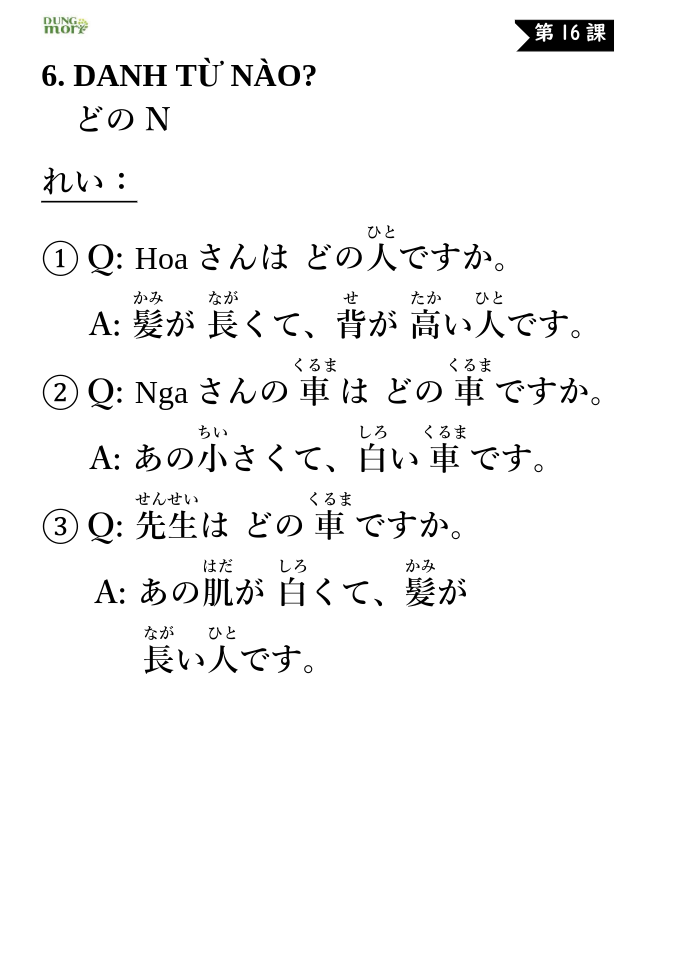 DUNG
mori
第 16 課
6. DANH TỪ NÀO?
どの N
れい：
ひと
① Q: Hoa さんは どの人ですか。
かみ なが せ たか ひと
A: 髪が 長くて、背が 高い人です。
くるま くるま
② Q: Nga さんの 車 は どの 車 ですか。
ちい しろ くるま
A: あの小さくて、白い 車 です。
せんせい くるま
③ Q: 先生は どの 車 ですか。
はだ しろ かみ
A: あの肌が 白くて、髪が
なが ひと
長い人です。